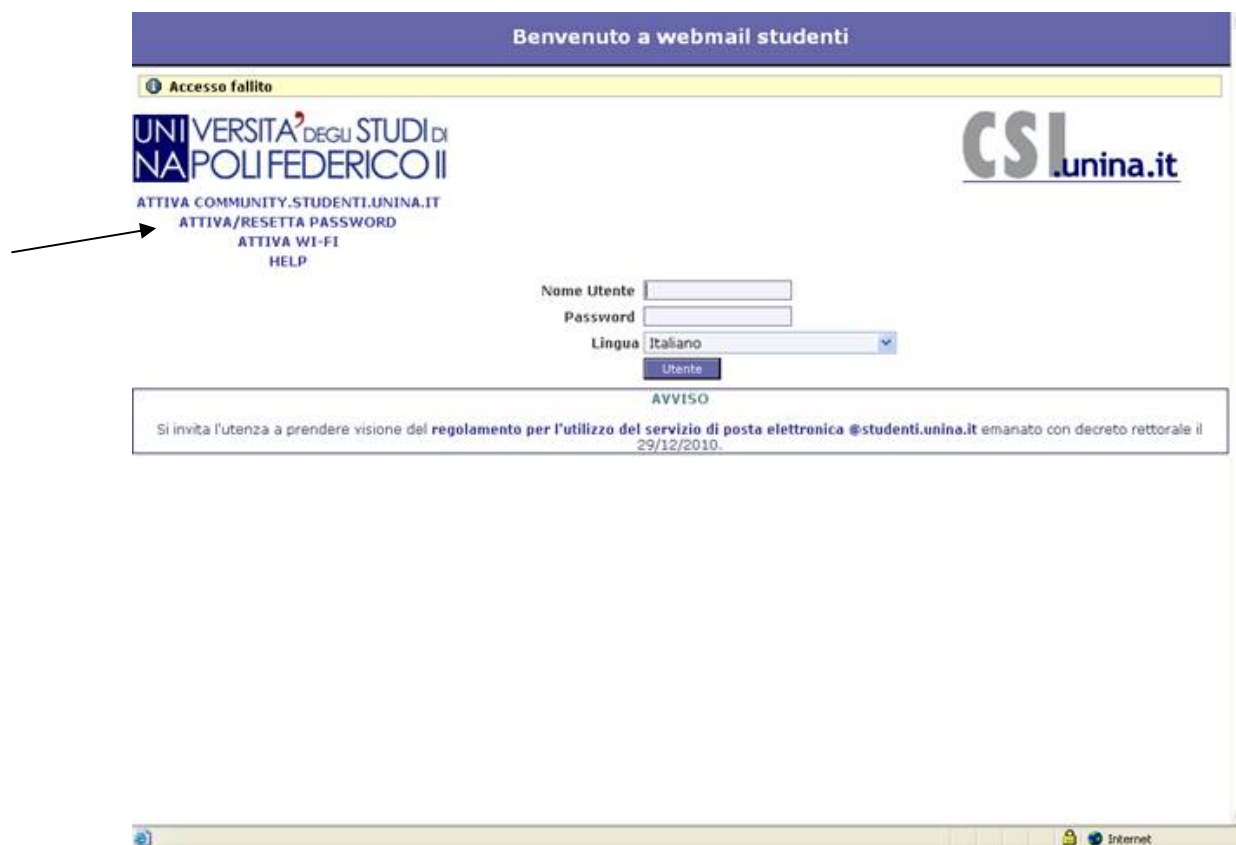 Benvenuto a webmail studenti
Accesso fallito
UNIVERSITA' DEGLI STUDI DI
NAPOLI FEDERICO II
CSI.unina.it
ATTIVA COMMUNITY.STUDENTI.UNINA.IT
ATTIVA/RESETTA PASSWORD
ATTIVA WI-FI
HELP
Nome Utente
Password
Lingua Italiano
Utente
AVVISO
Si invita l'utenza a prendere visione del regolamento per l'utilizzo del servizio di posta elettronica @studenti.unina.it emanato con decreto rettorale il
29/12/2010.
Internet